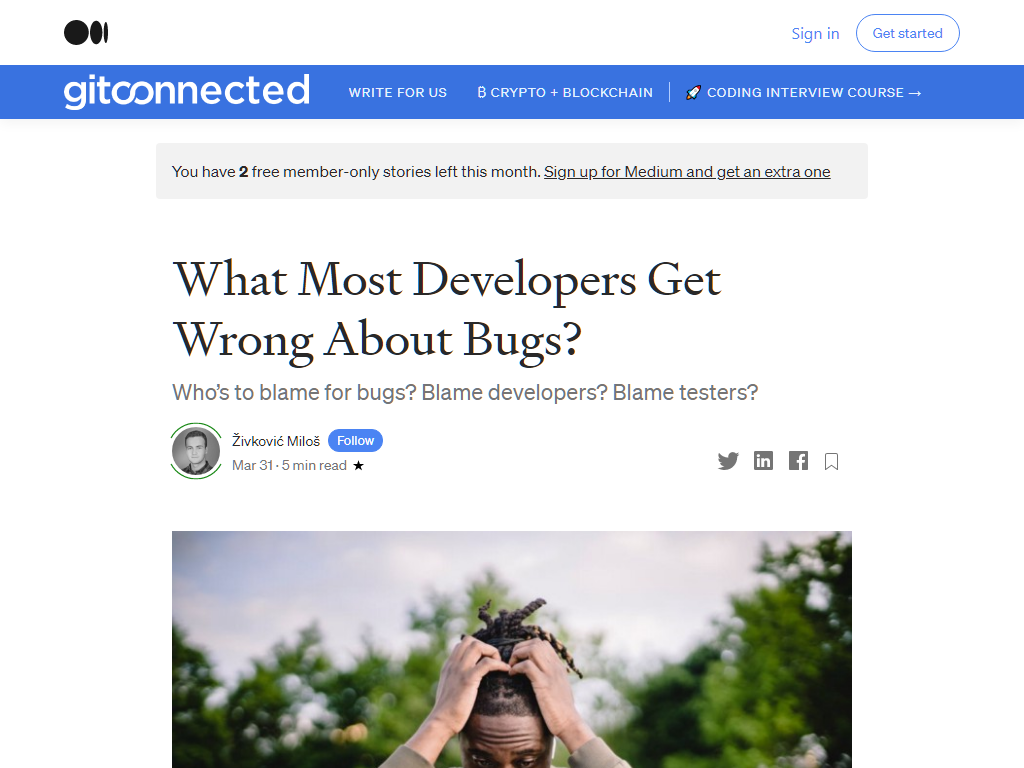 Sign in
Get started
gitconnected
WRITE FOR US
₿ CRYPTO + BLOCKCHAIN
🚀 CODING INTERVIEW COURSE →
You have 2 free member-only stories left this month. Sign up for Medium and get an extra one
What Most Developers Get
Wrong About Bugs?
Who's to blame for bugs? Blame developers? Blame testers?
Živković Miloš
Follow
Mar 31 · 5 min read ★